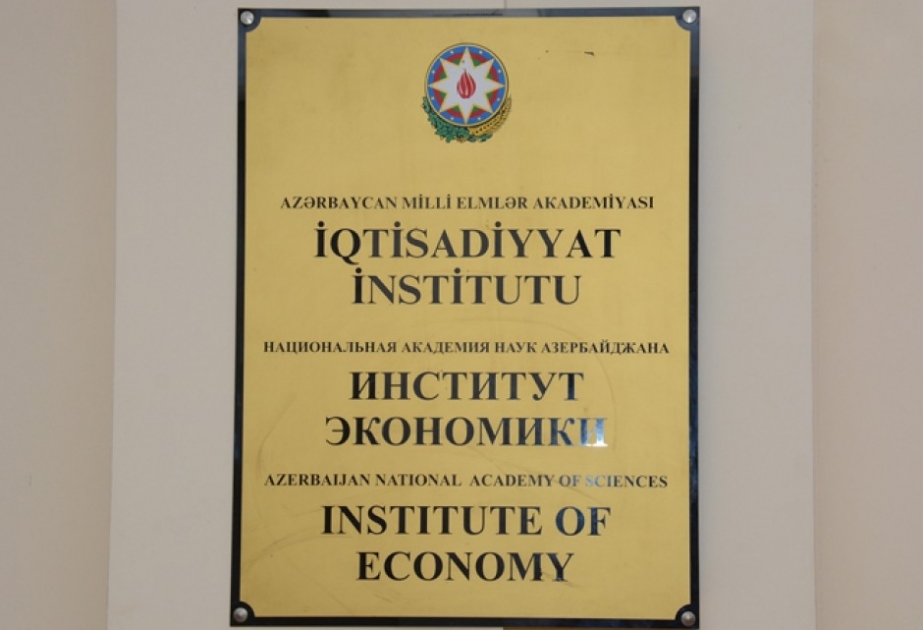 AZƏRBAYCAN MİLLİ ELMLƏR AKADEMİYASI
İQTİSADİYYAT
İNSTİTUTU
НАЦИОНАЛЬНАЯ АКАДЕМИЯ НАУК АЗЕРБАЙДЖАНА
ИНСТИТУТ
ЭКОНОМИКИ
AZERBAIJAN NATIONAL ACADEMY OF SCIENCES
INSTITUTE OF
ECONOMY